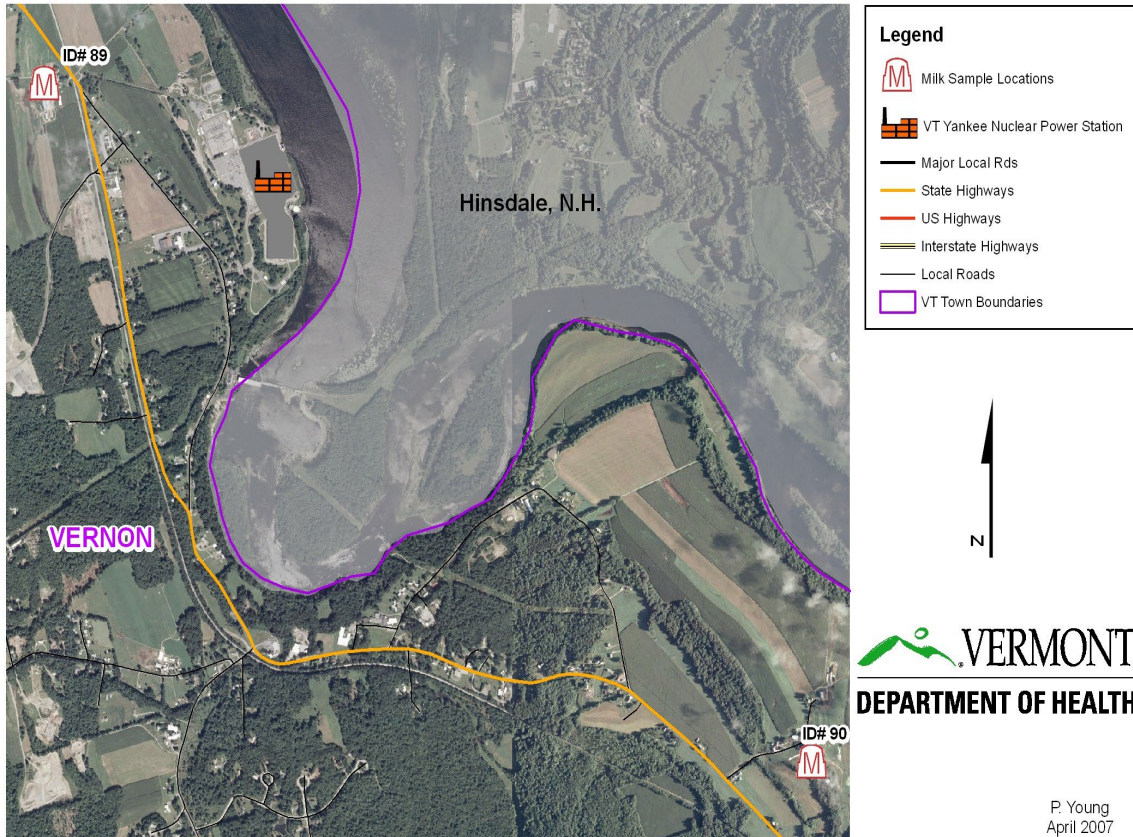 ID# 89
M
Hinsdale, N.H.
VERNON
ID# 90
M
Legend
M Milk Sample Locations
VT Yankee Nuclear Power Station
Major Local Rds
State Highways
US Highways
Interstate Highways
Local Roads
VT Town Boundaries
N
VERMONT
DEPARTMENT OF HEALTH
P. Young
April 2007